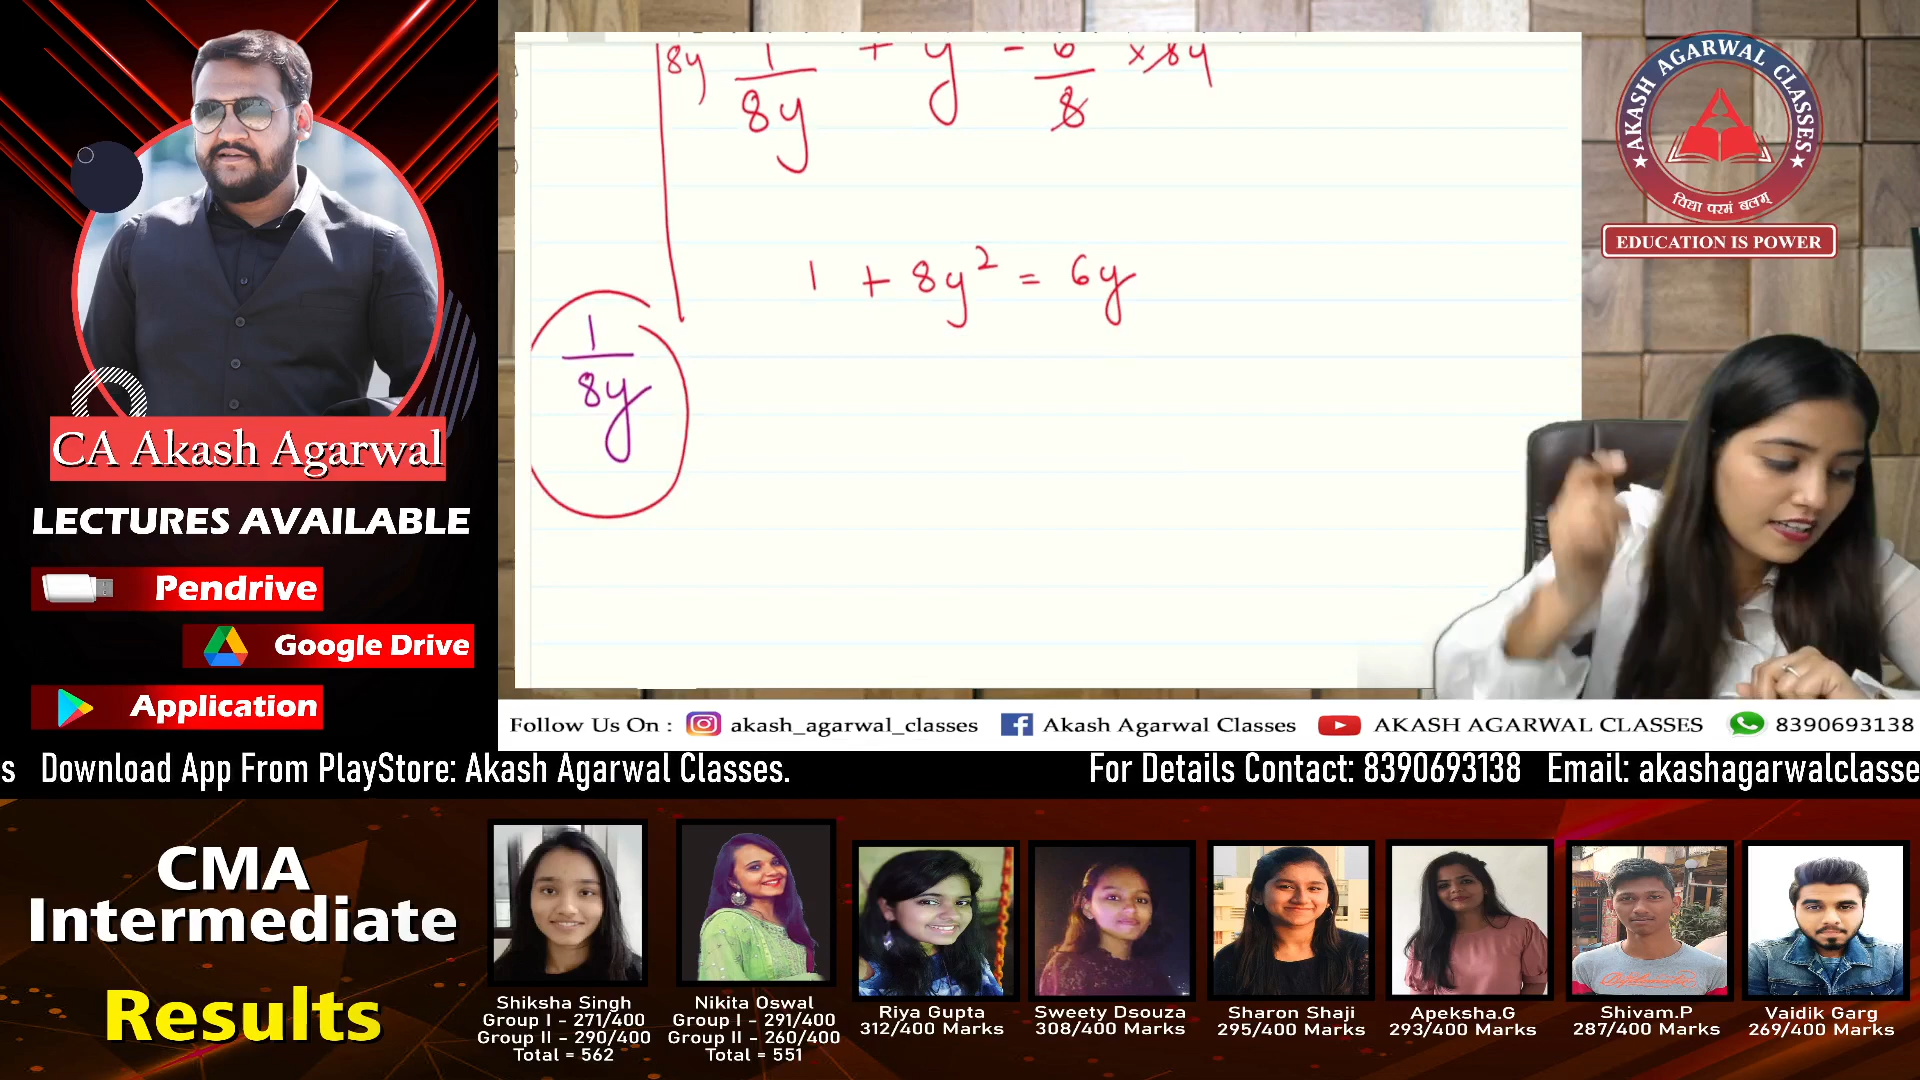 8y 1/8y + y = 6/8 × 8y
1 + 8y² = 6y
1/8y
AKASH AGARWAL CLASSES
विद्या परमं बलम्
EDUCATION IS POWER
CA Akash Agarwal
LECTURES AVAILABLE
Pendrive
Google Drive
Application
Follow Us On : akash_agarwal_classes Akash Agarwal Classes AKASH AGARWAL CLASSES 8390693138
s Download App From PlayStore: Akash Agarwal Classes. For Details Contact: 8390693138 Email: akashagarwalclasse
CMA
Intermediate
Results
Shiksha Singh
Group I - 271/400
Group II - 290/400
Total = 562
Nikita Oswal
Group I - 291/400
Group II - 260/400
Total = 551
Riya Gupta
312/400 Marks
Sweety Dsouza
308/400 Marks
Sharon Shaji
295/400 Marks
Apeksha.G
293/400 Marks
Shivam.P
287/400 Marks
Vaidik Garg
269/400 Marks